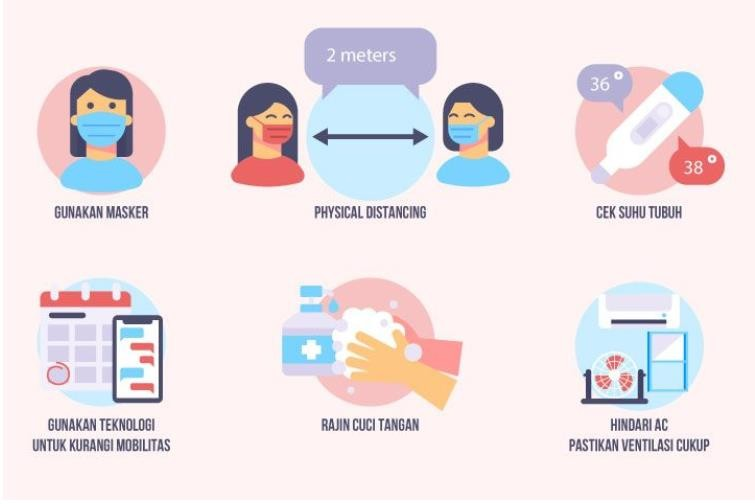 2 meters
36°
38°
GUNAKAN MASKER
PHYSICAL DISTANCING
CEK SUHU TUBUH
GUNAKAN TEKNOLOGI
UNTUK KURANGI MOBILITAS
RAJIN CUCI TANGAN
HINDARI AC
PASTIKAN VENTILASI CUKUP